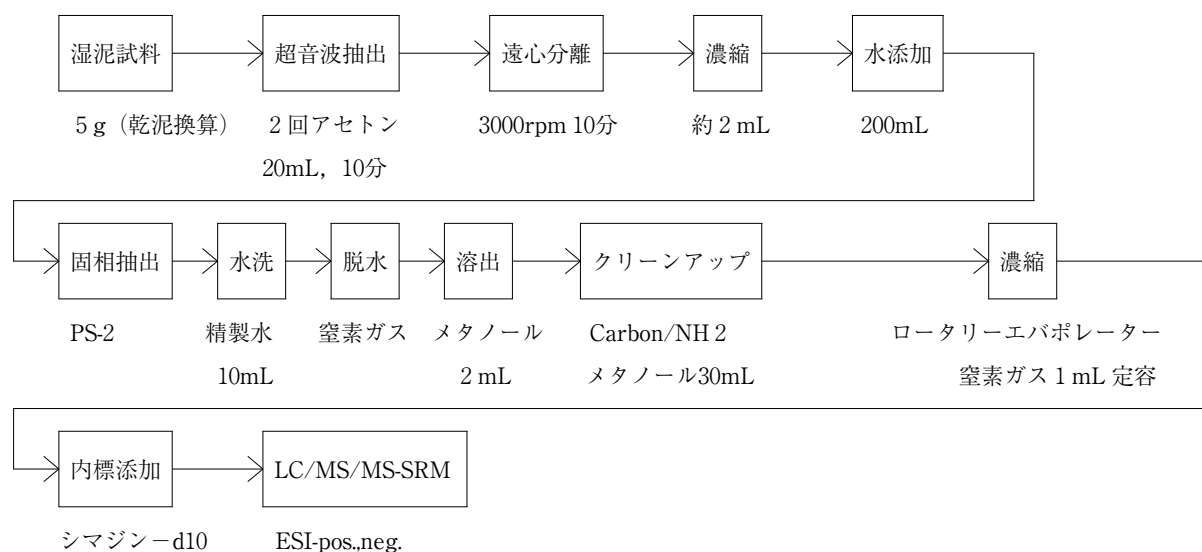 湿泥試料 超音波抽出 遠心分離 濃縮 水添加
5 g（乾泥換算） 2 回アセトン 3000rpm 10分 約 2 mL 200mL
20mL，10分
固相抽出 水洗 脱水 溶出 クリーンアップ 濃縮
PS-2 精製水 窒素ガス メタノール Carbon/NH 2 ロータリーエバポレーター
10mL 2 mL メタノール30mL 窒素ガス 1 mL 定容
内標添加 LC/MS/MS-SRM
シマジン－d10 ESI-pos.,neg.